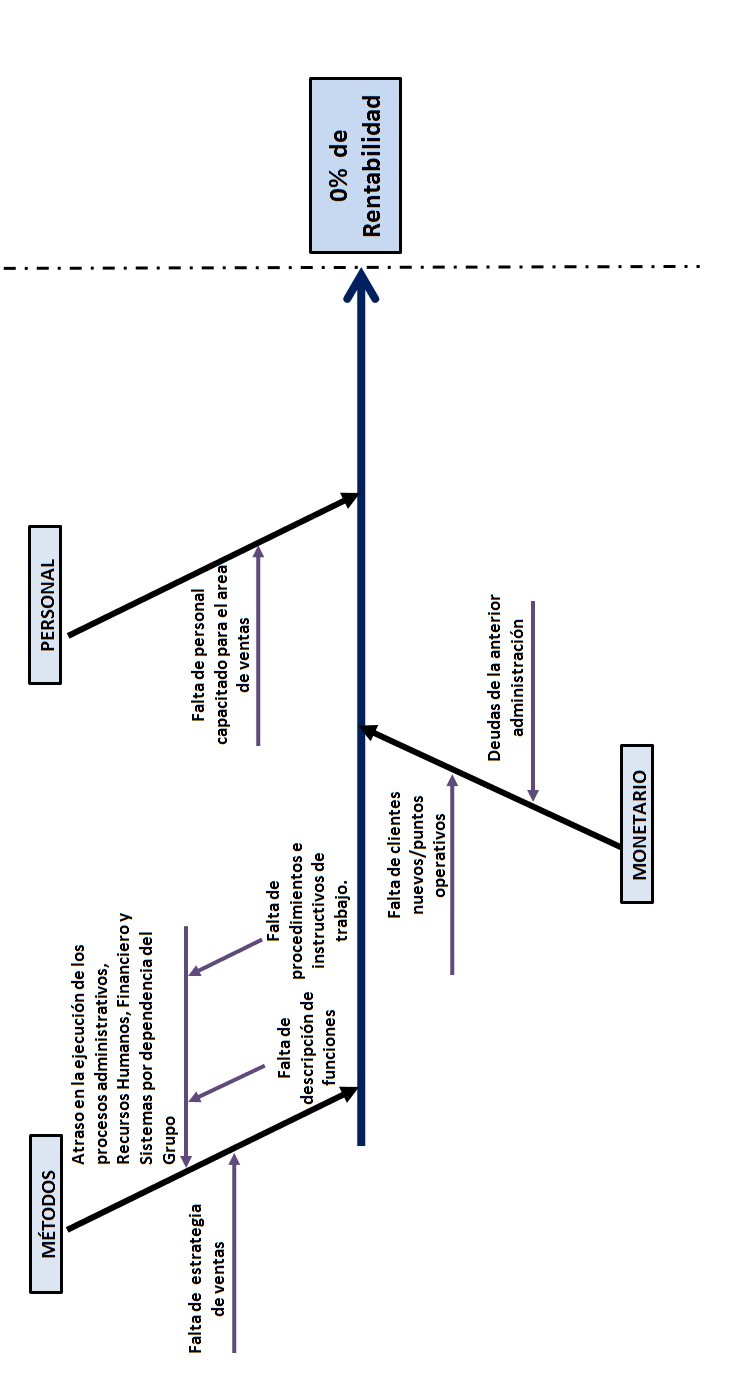 MÉTODOS
Atraso en la ejecución de los
procesos administrativos,
Recursos Humanos, Financiero y
Sistemas por dependencia del
Grupo
Falta de estrategia
de ventas
Falta de
descripción de
funciones
Falta de
procedimientos e
instructivos de
trabajo.
PERSONAL
Falta de personal
capacitado para el area
de ventas
MONETARIO
Falta de clientes
nuevos/puntos
operativos
Deudas de la anterior
administración
0% de
Rentabilidad